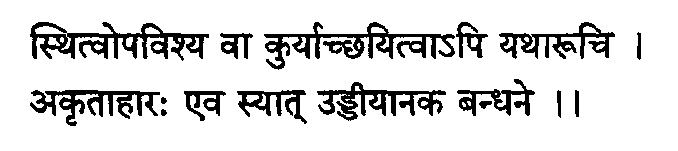 स्थित्वोपविश्य वा कुर्याच्छयित्वाऽपि यथारूचि ।
अकृताहारः एव स्यात् उड्डीयानक बन्धने ।।